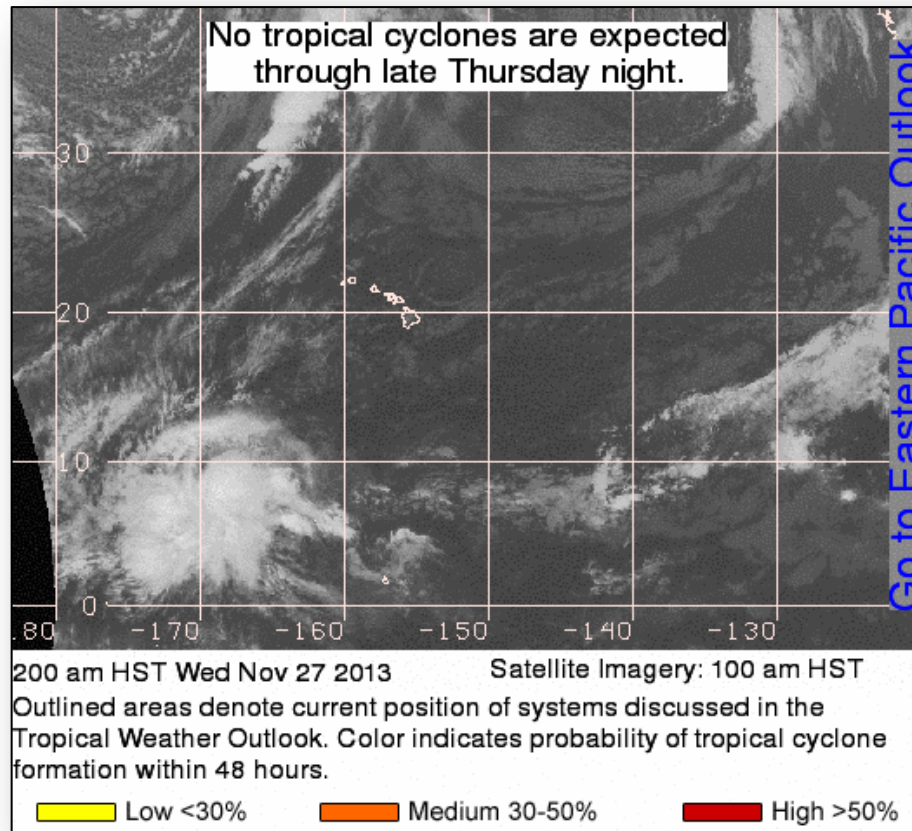 No tropical cyclones are expected
through late Thursday night.
Go to Eastern Pacific Outlook
30
20
10
0
.80 -170 -160 -150 -140 -130
200 am HST Wed Nov 27 2013 Satellite Imagery: 100 am HST
Outlined areas denote current position of systems discussed in the
Tropical Weather Outlook. Color indicates probability of tropical cyclone
formation within 48 hours.
Low <30% Medium 30-50% High >50%